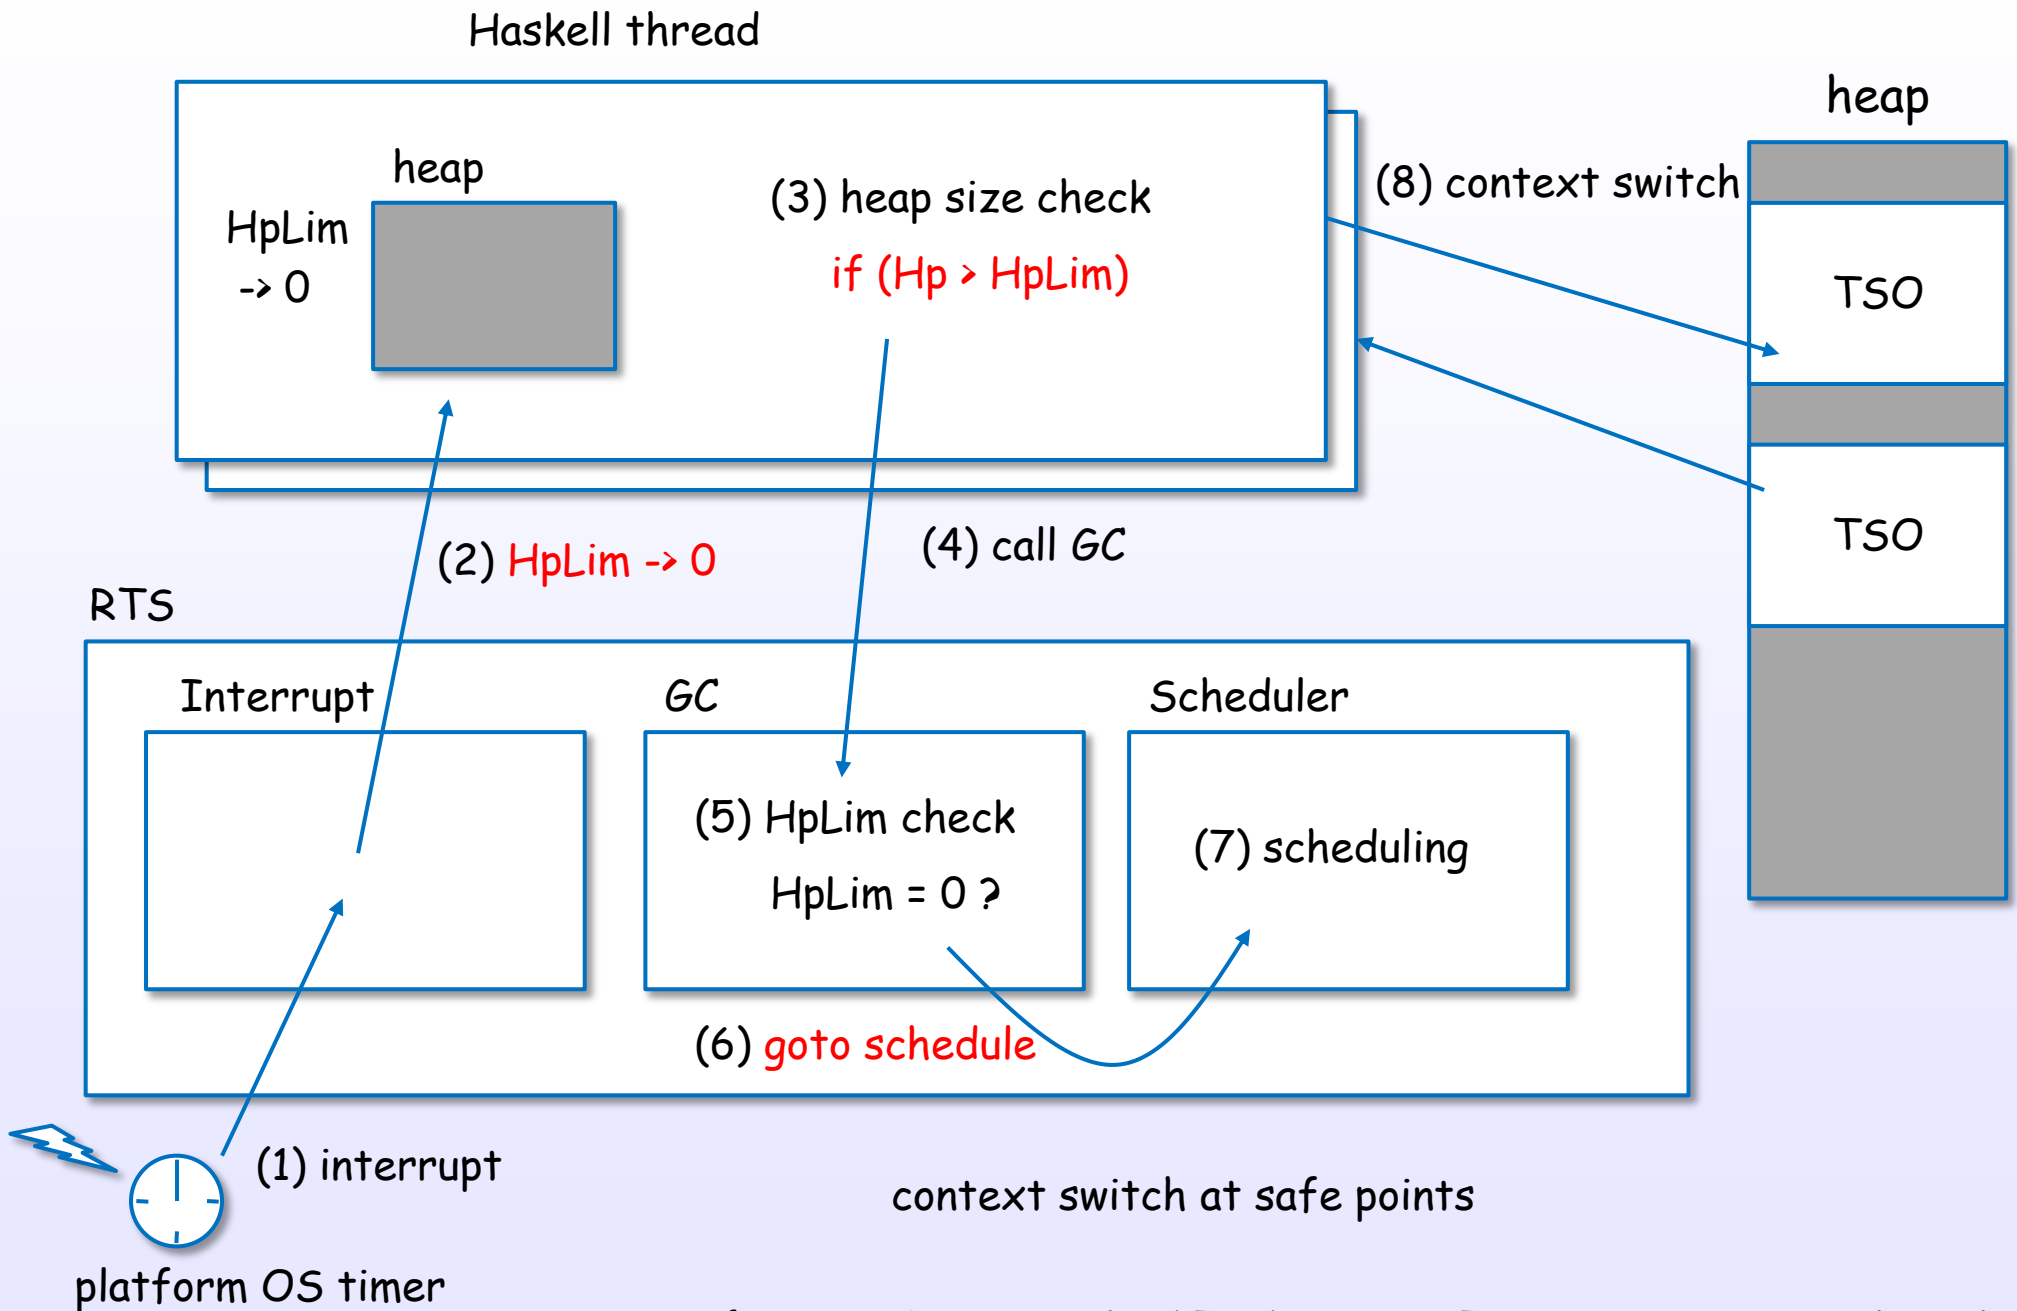 Haskell thread
heap
heap
HpLim
-> 0
(3) heap size check
if (Hp > HpLim)
(8) context switch
TSO
TSO
(2) HpLim -> 0
(4) call GC
RTS
Interrupt
GC
Scheduler
(5) HpLim check
HpLim = 0 ?
(7) scheduling
(6) goto schedule
(1) interrupt
context switch at safe points
platform OS timer